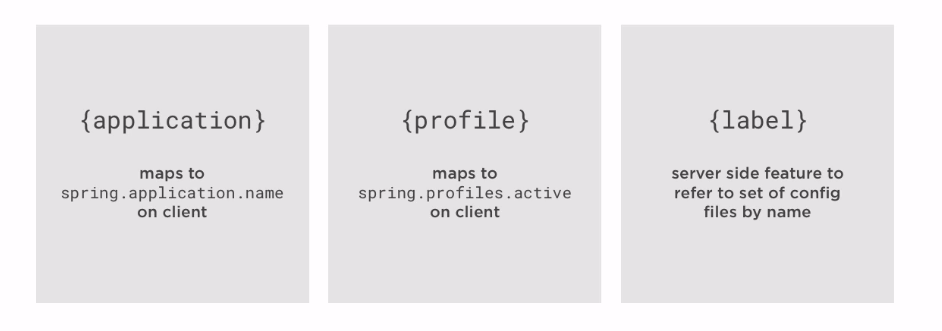 {application}
maps to
spring.application.name
on client
{profile}
maps to
spring.profiles.active
on client
{label}
server side feature to
refer to set of config
files by name